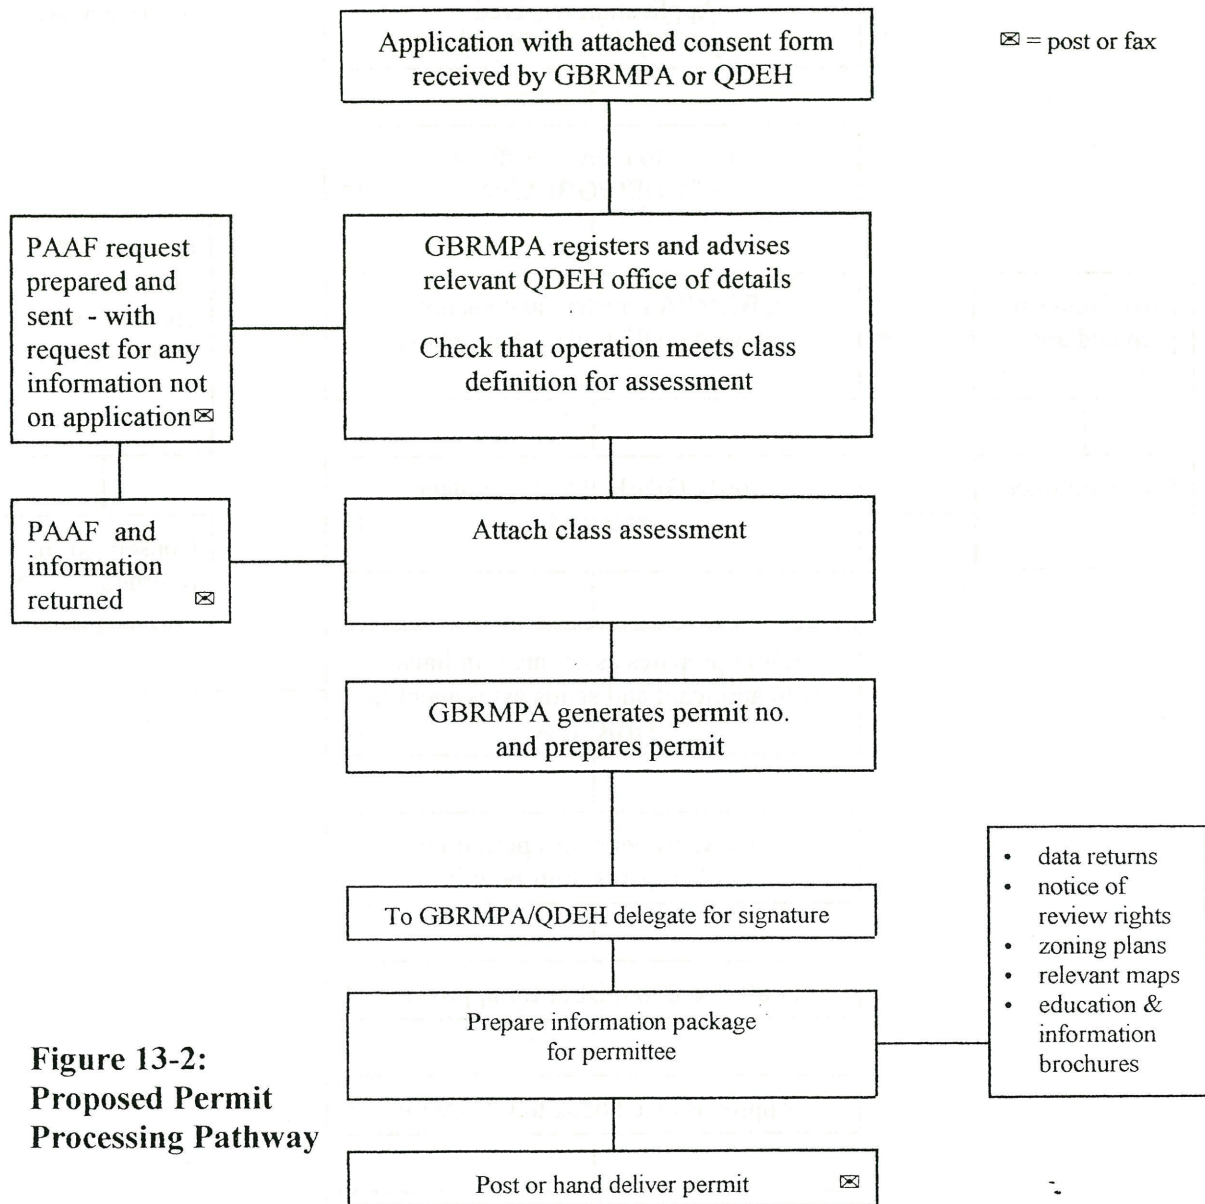 Application with attached consent form
received by GBRMPA or QDEH
✉ = post or fax
PAAF request
prepared and
sent - with
request for any
information not
on application ✉
GBRMPA registers and advises
relevant QDEH office of details
Check that operation meets class
definition for assessment
PAAF and
information
returned ✉
Attach class assessment
GBRMPA generates permit no.
and prepares permit
To GBRMPA/QDEH delegate for signature
Prepare information package
for permittee
• data returns
• notice of
review rights
• zoning plans
• relevant maps
• education &
information
brochures
Figure 13-2:
Proposed Permit
Processing Pathway
Post or hand deliver permit ✉